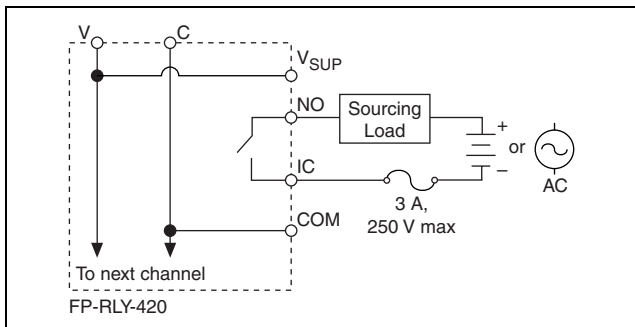 V C
VSUP
NO
Sourcing
Load
+
or
–
AC
IC
3 A,
250 V max
COM
To next channel
FP-RLY-420